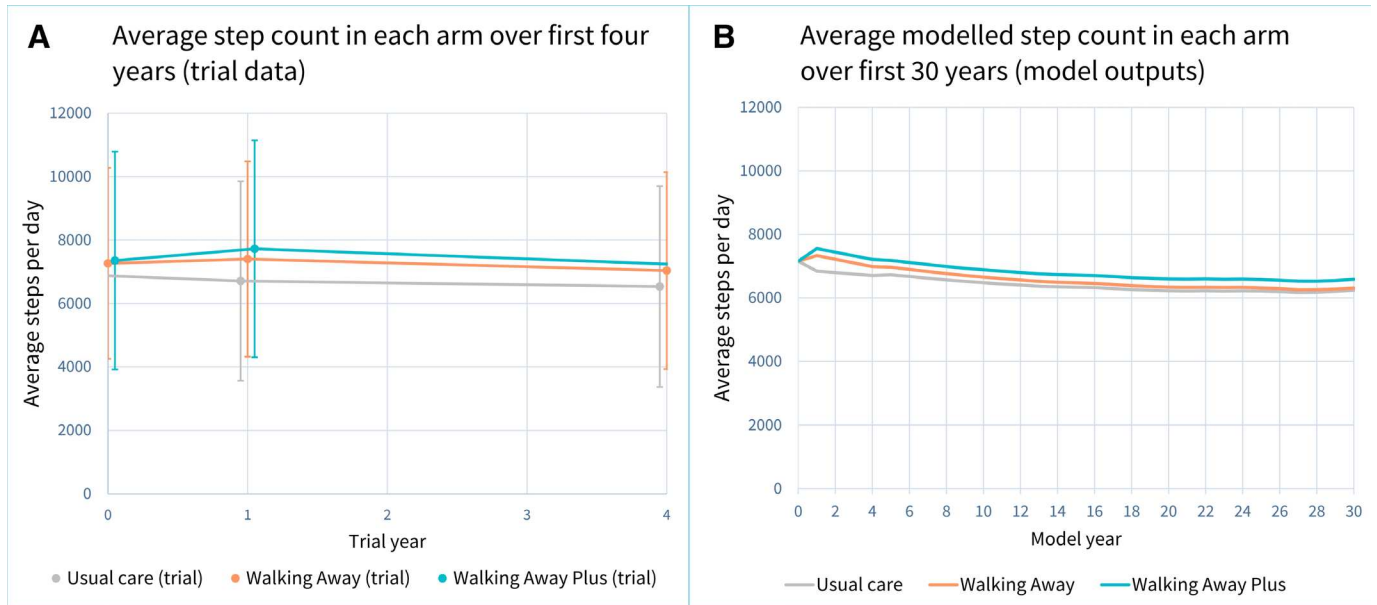 A
Average step count in each arm over first four
years (trial data)
12000
10000
8000
6000
4000
2000
0
Average steps per day
0 1 2 3 4
Trial year
Usual care (trial) Walking Away (trial) Walking Away Plus (trial)
B
Average modelled step count in each arm
over first 30 years (model outputs)
12000
10000
8000
6000
4000
2000
0
Average steps per day
0 2 4 6 8 10 12 14 16 18 20 22 24 26 28 30
Model year
Usual care Walking Away Walking Away Plus